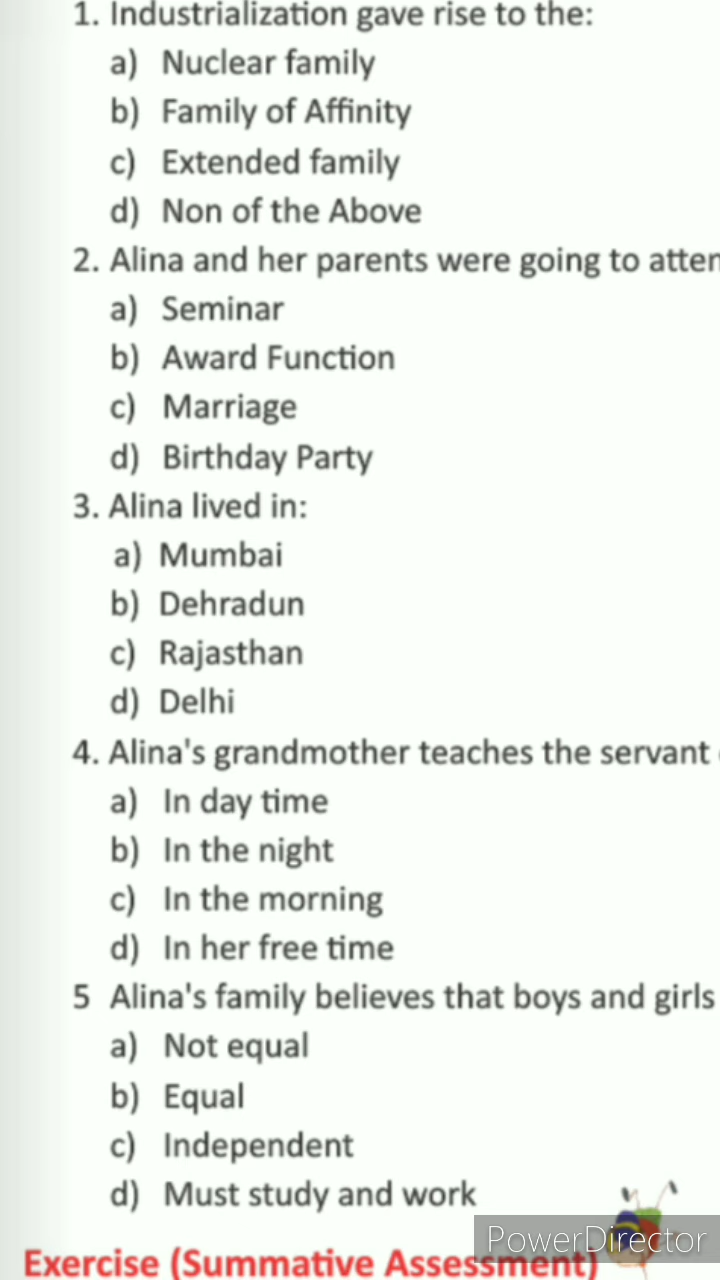 1. Industrialization gave rise to the:
a) Nuclear family
b) Family of Affinity
c) Extended family
d) Non of the Above
2. Alina and her parents were going to
a) Seminar
b) Award Function
c) Marriage
d) Birthday Party
3. Alina lived in:
a) Mumbai
b) Dehradun
c) Rajasthan
d) Delhi
4. Alina's grandmother teaches the servant
a) In day time
b) In the night
c) In the morning
d) In her free time
5 Alina's family believes that boys and girls
a) Not equal
b) Equal
c) Independent
d) Must study and work
PowerDirector
Exercise (Summative Assessment)